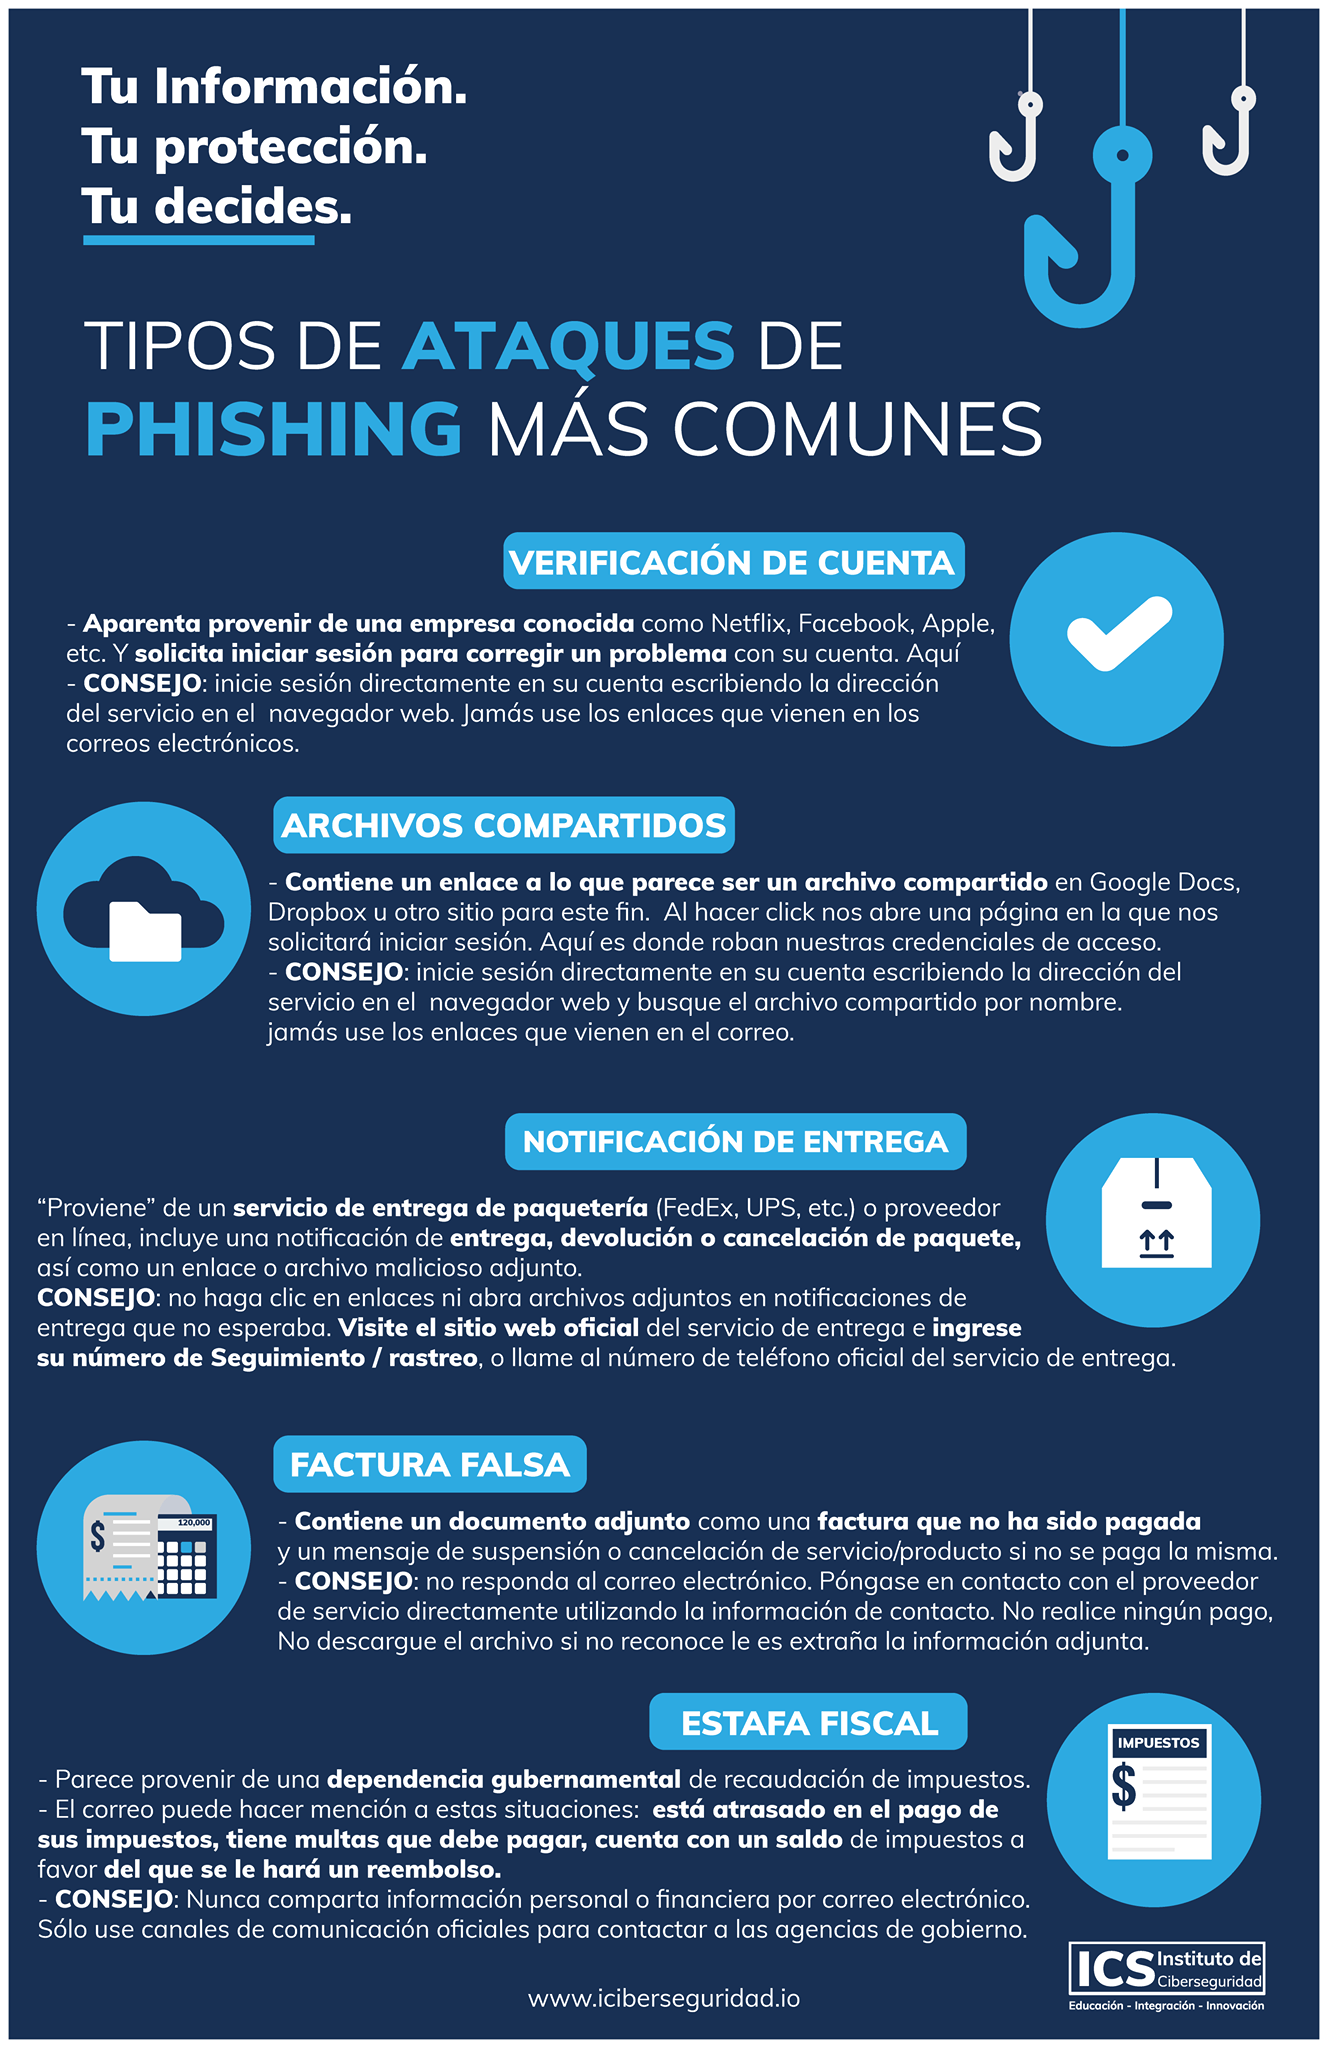 Tu Información.
Tu protección.
Tu decides.
TIPOS DE ATAQUES DE
PHISHING MÁS COMUNES
VERIFICACIÓN DE CUENTA
- Aparenta provenir de una empresa conocida como Netflix, Facebook, Apple,
etc. Y solicita iniciar sesión para corregir un problema con su cuenta. Aquí
- CONSEJO: inicie sesión directamente en su cuenta escribiendo la dirección
del servicio en el navegador web. Jamás use los enlaces que vienen en los
correos electrónicos.
ARCHIVOS COMPARTIDOS
- Contiene un enlace a lo que parece ser un archivo compartido en Google Docs,
Dropbox u otro sitio para este fin. Al hacer click nos abre una página en la que nos
solicitará iniciar sesión. Aquí es donde roban nuestras credenciales de acceso.
- CONSEJO: inicie sesión directamente en su cuenta escribiendo la dirección del
servicio en el navegador web y busque el archivo compartido por nombre.
jamás use los enlaces que vienen en el correo.
NOTIFICACIÓN DE ENTREGA
“Proviene” de un servicio de entrega de paquetería (FedEx, UPS, etc.) o proveedor
en línea, incluye una notificación de entrega, devolución o cancelación de paquete,
así como un enlace o archivo malicioso adjunto.
CONSEJO: no haga clic en enlaces ni abra archivos adjuntos en notificaciones de
entrega que no esperaba. Visite el sitio web oficial del servicio de entrega e ingrese
su número de Seguimiento / rastreo, o llame al número de teléfono oficial del servicio de entrega.
FACTURA FALSA
$
120,000
- Contiene un documento adjunto como una factura que no ha sido pagada
y un mensaje de suspensión o cancelación de servicio/producto si no se paga la misma.
- CONSEJO: no responda al correo electrónico. Póngase en contacto con el proveedor
de servicio directamente utilizando la información de contacto. No realice ningún pago,
No descargue el archivo si no reconoce le es extraña la información adjunta.
ESTAFA FISCAL
IMPUESTOS
$
- Parece provenir de una dependencia gubernamental de recaudación de impuestos.
- El correo puede hacer mención a estas situaciones: está atrasado en el pago de
sus impuestos, tiene multas que debe pagar, cuenta con un saldo de impuestos a
favor del que se le hará un reembolso.
- CONSEJO: Nunca comparta información personal o financiera por correo electrónico.
Sólo use canales de comunicación oficiales para contactar a las agencias de gobierno.
www.iciberseguridad.io
ICS Instituto de
Ciberseguridad
Educación - Integración - Innovación